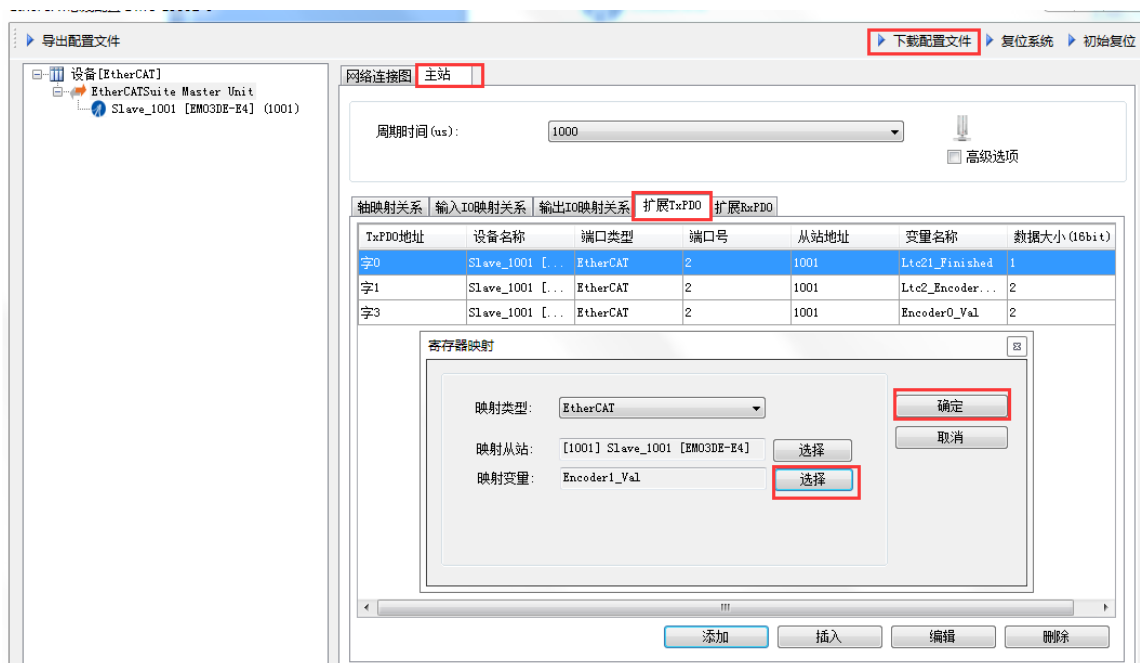 导出配置文件 下载配置文件 复位系统 初始复位
设备[EtherCAT]
EtherCATSuite Master Unit
Slave_1001 [EM03DE-E4] (1001)
网络连接图 主站
周期时间(us): 1000
高级选项
轴映射关系 输入IO映射关系 输出IO映射关系 扩展TxPDO 扩展RxPDO
TxPDO地址 设备名称 端口类型 端口号 从站地址 变量名称 数据大小(16bit)
字0 Slave_1001 [... EtherCAT 2 1001 Ltc21_Finished 1
字1 Slave_1001 [... EtherCAT 2 1001 Ltc2_Encoder... 2
字3 Slave_1001 [... EtherCAT 2 1001 Encoder0_Val 2
寄存器映射
映射类型: EtherCAT 确定
取消
映射从站: [1001] Slave_1001 [EM03DE-E4] 选择
映射变量: Encoder1_Val 选择
添加 插入 编辑 删除